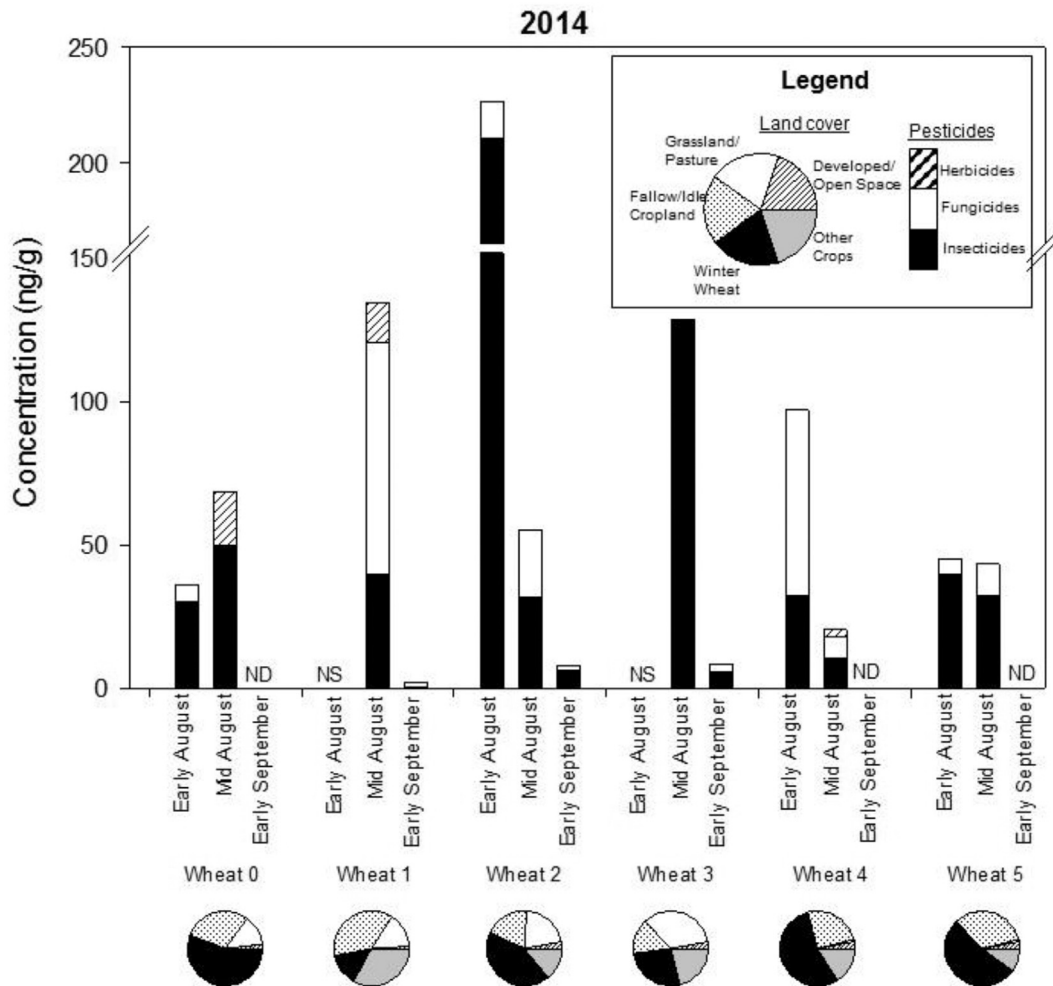 2014
250
200
150
100
50
0
Concentration (ng/g)
Legend
Land cover
Grassland/
Pasture
Developed/
Open Space
Fallow/Idle
Cropland
Other
Crops
Winter
Wheat
Pesticides
Herbicides
Fungicides
Insecticides
ND
NS
NS
ND
ND
Early August
Mid August
Early September
Early August
Mid August
Early September
Early August
Mid August
Early September
Early August
Mid August
Early September
Early August
Mid August
Early September
Early August
Mid August
Early September
Wheat 0
Wheat 1
Wheat 2
Wheat 3
Wheat 4
Wheat 5